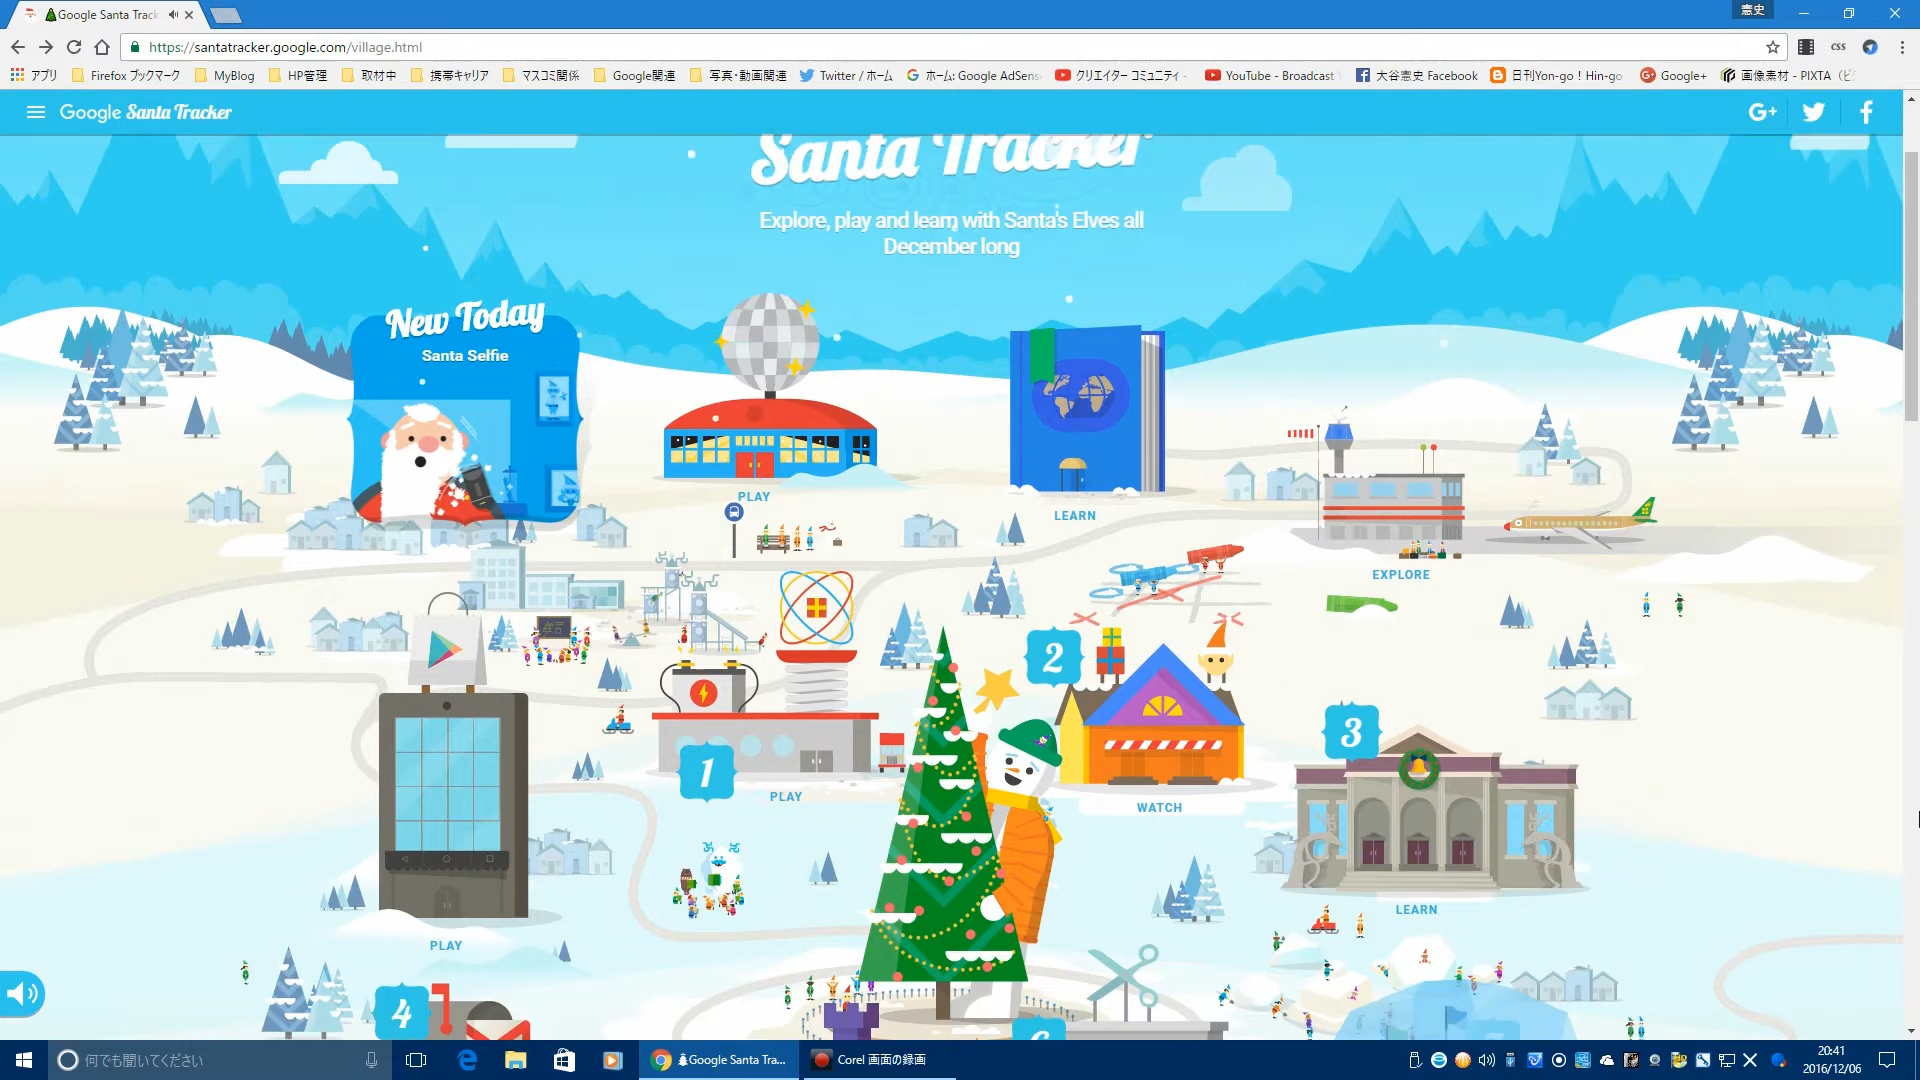 Google Santa Track
憲史
https://santatracker.google.com/village.html
css
アプリ
Firefox ブックマーク
MyBlog
HP管理
取材中
携帯キャリア
マスコミ関係
Google関連
写真・動画関連
Twitter / ホーム
ホーム: Google AdSens
クリエイター コミュニティ -
YouTube - Broadcast
大谷憲史 Facebook
日刊Yon-go！Hin-go
Google+
画像素材 - PIXTA（ピ
Google Santa Tracker
G+
Santa Tracker
Explore, play and learn with Santa's Elves all
December long
New Today
Santa Selfie
PLAY
LEARN
EXPLORE
1
PLAY
2
WATCH
3
LEARN
PLAY
4
何でも聞いてください
Google Santa Tra...
Corel 画面の録画
20:41
2016/12/06